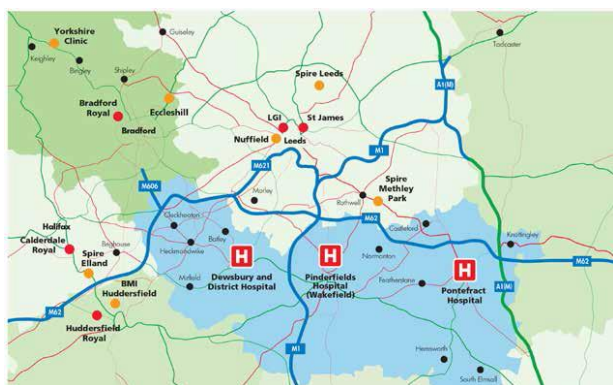 Yorkshire
Clinic
Guiseley
Tadcaster
Keighley
Bingley
Shipley
Spire Leeds
A1(M)
Bradford
Royal
Bradford
Eccleshill
LGI
St James
Nuffield
Leeds
M1
M621
M606
Morley
Rothwell
Spire
Methley
Park
M62
Castleford
Knottingley
Cleckheaton
Heckmondwike
Batley
Halifax
Calderdale
Royal
Brighouse
Spire
Elland
Mirfield
H
Dewsbury and
District Hospital
H
Pinderfields
Hospital
(Wakefield)
Normanton
Featherstone
H
Pontefract
Hospital
M62
A1(M)
BMI
Huddersfield
M62
Huddersfield
Royal
M1
Hemsworth
South Elmsall